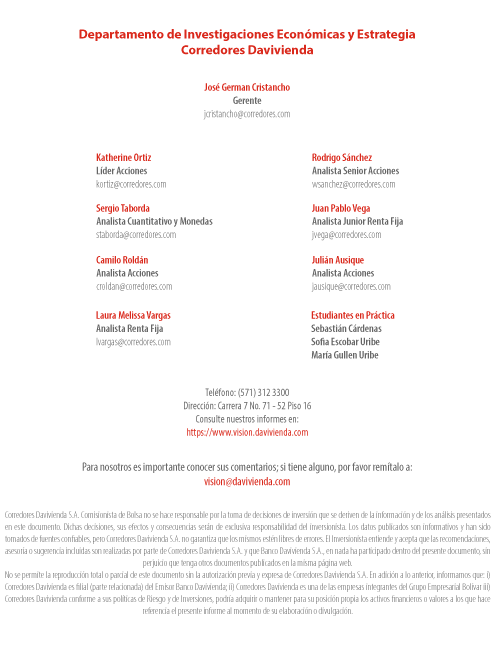 Departamento de Investigaciones Económicas y Estrategia
Corredores Davivienda
José German Cristancho
Gerente
jcristancho@corredores.com
Katherine Ortiz
Líder Acciones
kortiz@corredores.com
Rodrigo Sánchez
Analista Senior Acciones
wsanchez@corredores.com
Sergio Taborda
Analista Cuantitativo y Monedas
staborda@corredores.com
Juan Pablo Vega
Analista Junior Renta Fija
jvega@corredores.com
Camilo Roldán
Analista Acciones
croldan@corredores.com
Julián Ausique
Analista Acciones
jausique@corredores.com
Laura Melissa Vargas
Analista Renta Fija
lvargas@corredores.com
Estudiantes en Práctica
Sebastián Cárdenas
Sofia Escobar Uribe
María Gullen Uribe
Teléfono: (571) 312 3300
Dirección: Carrera 7 No. 71 - 52 Piso 16
Consulte nuestros informes en:
https://www.vision.davivienda.com
Para nosotros es importante conocer sus comentarios; si tiene alguno, por favor remítalo a:
vision@davivienda.com
Corredores Davivienda S.A. Comisionista de Bolsa no se hace responsable por la toma de decisiones de inversión que se deriven de la información y de los análisis presentados
en este documento. Dichas decisiones, sus efectos y consecuencias serán de exclusiva responsabilidad del inversionista. Los datos publicados son informativos y han sido
tomados de fuentes confiables, pero Corredores Davivienda S.A. no garantiza que los mismos estén libres de errores. El Inversionista entiende y acepta que las recomendaciones,
asesoría o sugerencia incluidas son realizadas por parte de Corredores Davivienda S.A. y que Banco Davivienda S.A., en nada ha participado dentro del presente documento, sin
perjuicio que tenga otros documentos publicados en la misma página web.
No se permite la reproducción total o parcial de este documento sin la autorización previa y expresa de Corredores Davivienda S.A. En adición a lo anterior, informamos que: i)
Corredores Davivienda es filial (parte relacionada) del Emisor Banco Davivienda; ii) Corredores Davivienda es una de las empresas integrantes del Grupo Empresarial Bolívar iii)
Corredores Davivienda conforme a sus políticas de Riesgo y de Inversiones, podría adquirir o mantener para su posición propia los activos financieros o valores a los que hace
referencia el presente informe al momento de su elaboración o divulgación.